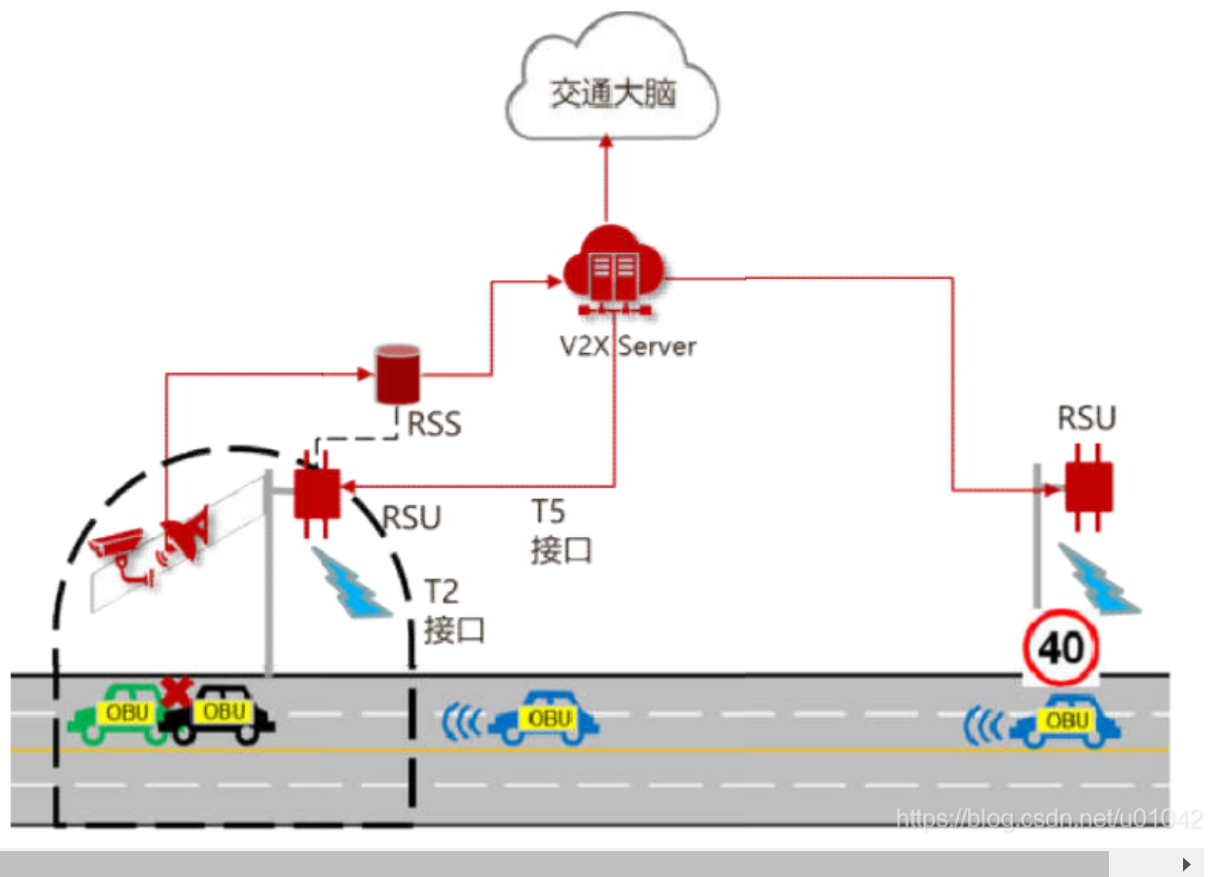 交通大脑
V2X Server
RSS
RSU
RSU
T5
接口
T2
接口
40
OBU
OBU
OBU
OBU
https://blog.csdn.net/u01042